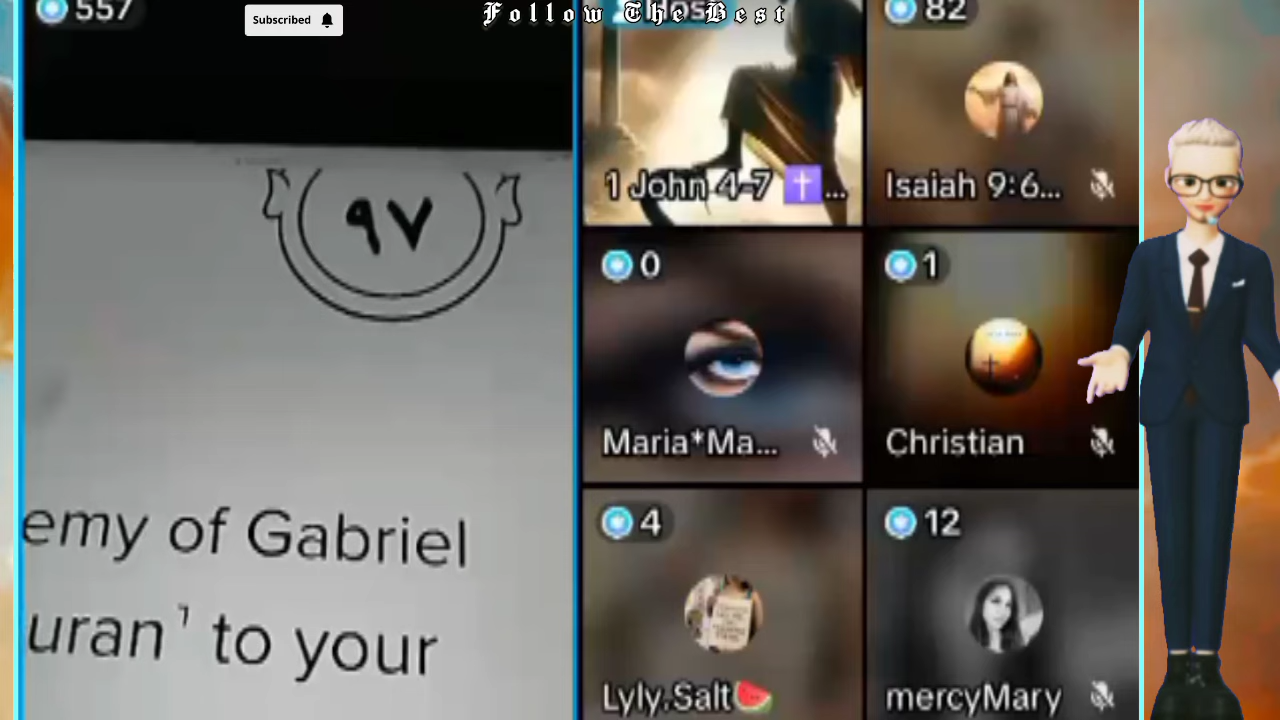 557
Subscribed
Follow The Best
Host
82
1 John 4-7 ✝️...
Isaiah 9:6...
٩٧
0
1
Maria*Ma...
Christian
emy of Gabriel
uran˺ to your
4
12
Lyly.Salt🍉
mercyMary